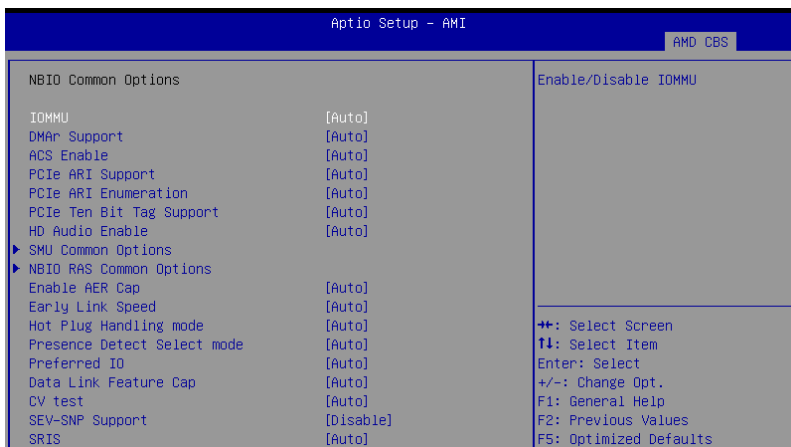 Aptio Setup - AMI
AMD CBS
NBIO Common Options
IOMMU [Auto]
DMAr Support [Auto]
ACS Enable [Auto]
PCIe ARI Support [Auto]
PCIe ARI Enumeration [Auto]
PCIe Ten Bit Tag Support [Auto]
HD Audio Enable [Auto]
SMU Common Options
NBIO RAS Common Options
Enable AER Cap [Auto]
Early Link Speed [Auto]
Hot Plug Handling mode [Auto]
Presence Detect Select mode [Auto]
Preferred IO [Auto]
Data Link Feature Cap [Auto]
CV test [Auto]
SEV-SNP Support [Disable]
SRIS [Auto]
Enable/Disable IOMMU
→←: Select Screen
↑↓: Select Item
Enter: Select
+/-: Change Opt.
F1: General Help
F2: Previous Values
F5: Optimized Defaults